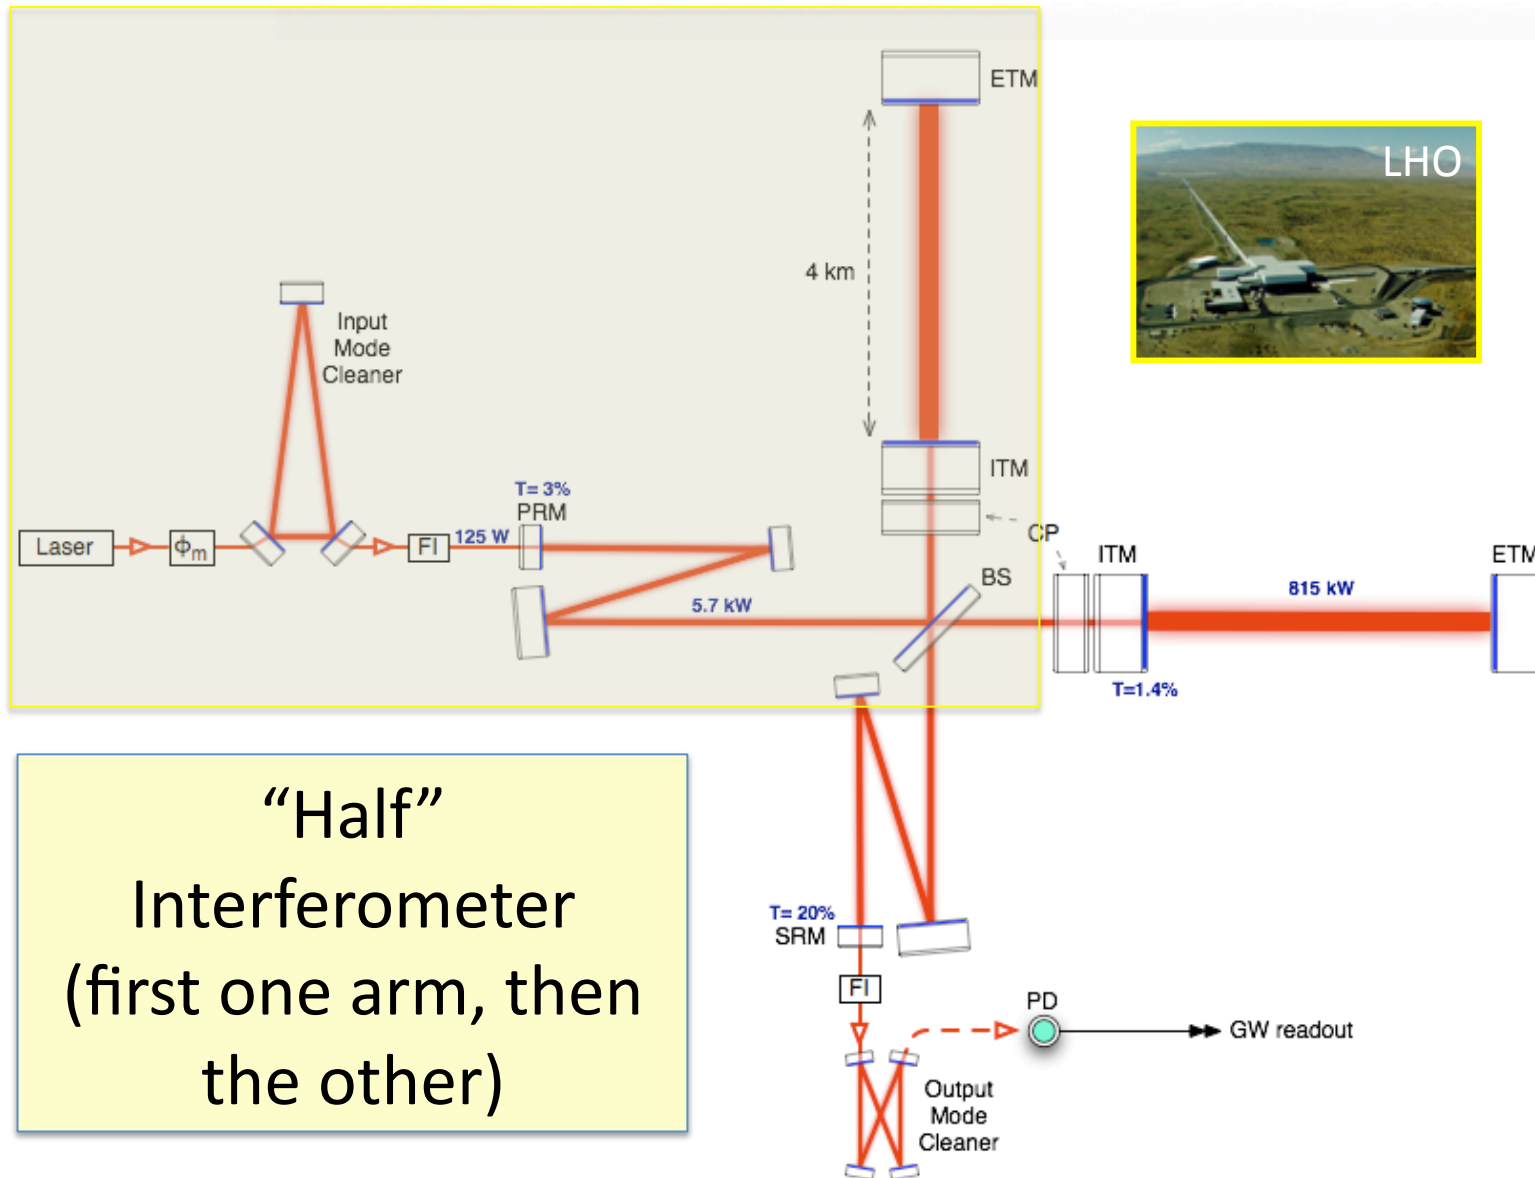 ETM
LHO
4 km
Input
Mode
Cleaner
ITM
T= 3%
PRM
CP
Laser
Φm
FI
125 W
BS
ITM
ETM
5.7 kW
815 kW
T=1.4%
“Half”
Interferometer
(first one arm, then
the other)
T= 20%
SRM
FI
PD
GW readout
Output
Mode
Cleaner